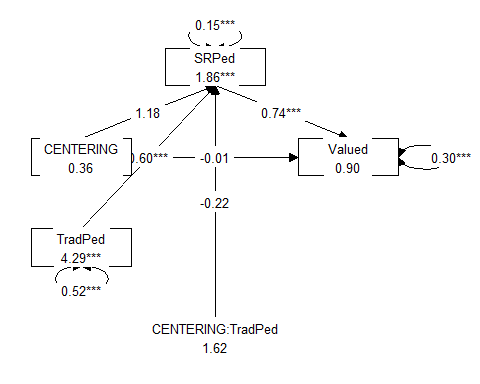 0.15***
SRPed
1.86***
1.18
0.74***
CENTERING
0.36
0.60***
-0.01
Valued
0.90
0.30***
-0.22
TradPed
4.29***
0.52***
CENTERING:TradPed
1.62